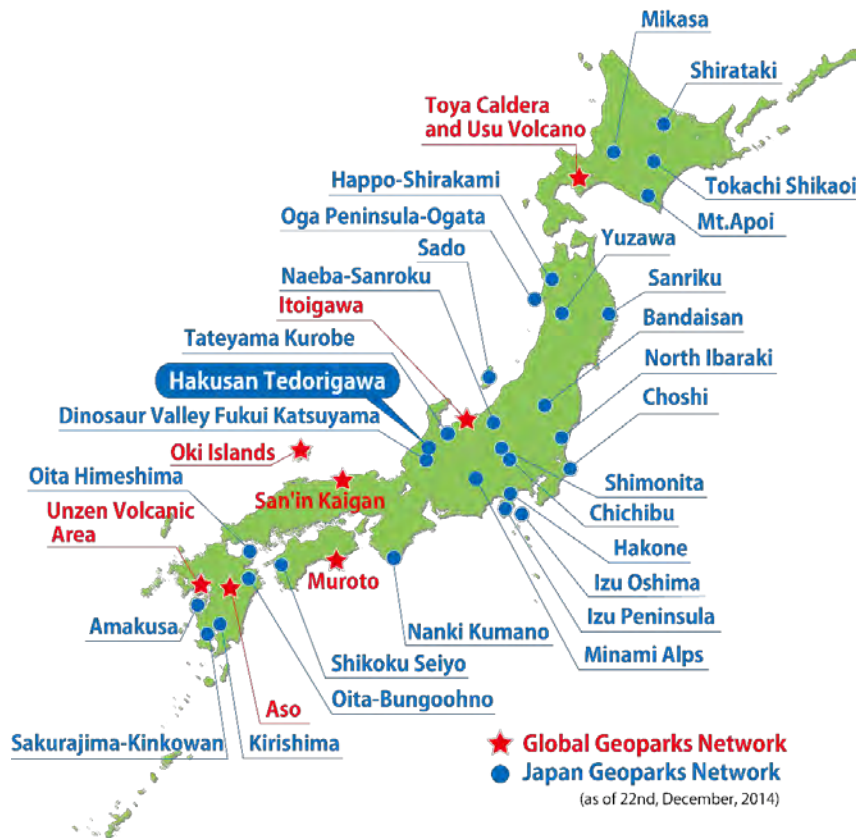 Mikasa
Shirataki
Toya Caldera
and Usu Volcano
Happo-Shirakami
Tokachi Shikaoi
Oga Peninsula-Ogata
Mt.Apoi
Yuzawa
Sado
Naeba-Sanroku
Sanriku
Itoigawa
Bandaisan
Tateyama Kurobe
North Ibaraki
Hakusan Tedorigawa
Choshi
Dinosaur Valley Fukui Katsuyama
Oki Islands
Shimonita
Oita Himeshima
San'in Kaigan
Chichibu
Unzen Volcanic
Area
Hakone
Muroto
Izu Oshima
Izu Peninsula
Amakusa
Nanki Kumano
Minami Alps
Shikoku Seiyo
Oita-Bungoohno
Aso
Sakurajima-Kinkowan
Kirishima
Global Geoparks Network
Japan Geoparks Network
(as of 22nd, December, 2014)